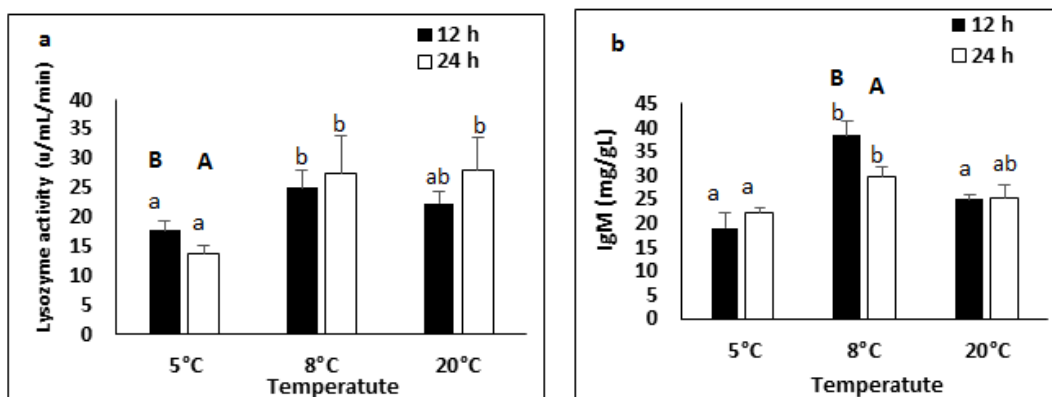 a
12 h
24 h
Lysozyme activity (u/mL/min)
40
35
30
25
20
15
10
5
0
B A
a a
b b
ab b
5°C 8°C 20°C
Temperatute
b
12 h
24 h
IgM (mg/gL)
45
40
35
30
25
20
15
10
5
0
B A
a a
b b
a ab
5°C 8°C 20°C
Temperatute